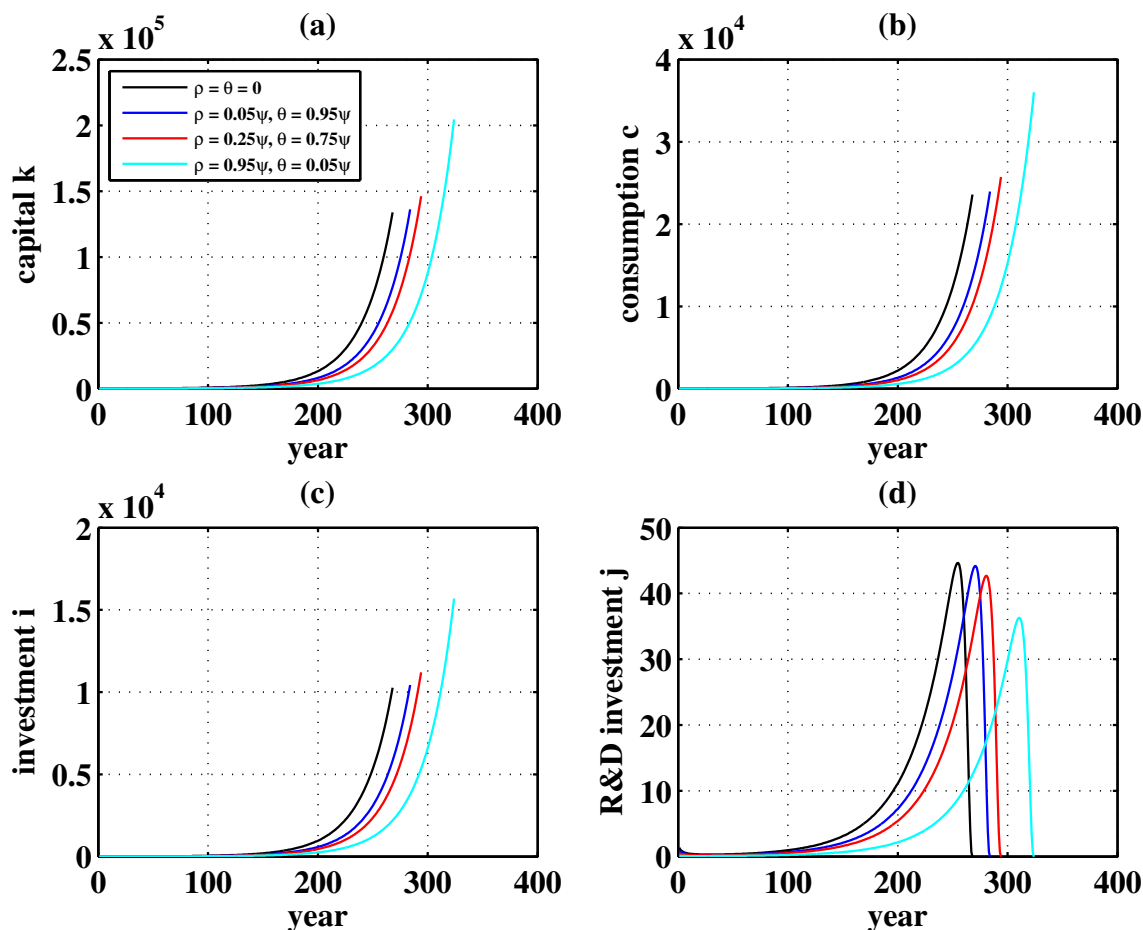 (a)
x 10^5
2.5
2
1.5
1
0.5
0
0 100 200 300 400
year
capital k
ρ = θ = 0
ρ = 0.05ψ, θ = 0.95ψ
ρ = 0.25ψ, θ = 0.75ψ
ρ = 0.95ψ, θ = 0.05ψ
(b)
x 10^4
4
3
2
1
0
0 100 200 300 400
year
consumption c
(c)
x 10^4
2
1.5
1
0.5
0
0 100 200 300 400
year
investment i
(d)
50
40
30
20
10
0
0 100 200 300 400
year
R&D investment j